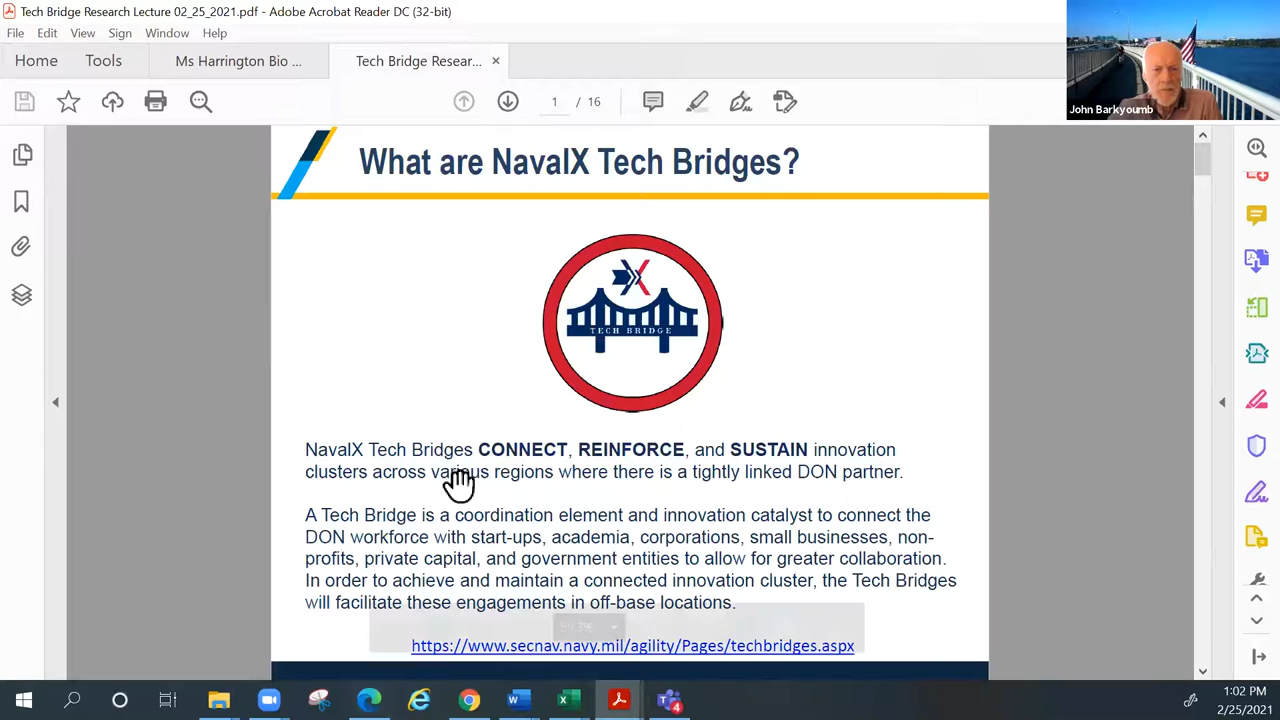 Tech Bridge Research Lecture 02_25_2021.pdf - Adobe Acrobat Reader DC (32-bit)
File Edit View Sign Window Help
Home Tools Ms Harrington Bio ... Tech Bridge Resear... ×
1 / 16
John Barkyoumb
What are NavalX Tech Bridges?
TECH BRIDGE
NavalX Tech Bridges CONNECT, REINFORCE, and SUSTAIN innovation
clusters across various regions where there is a tightly linked DON partner.
A Tech Bridge is a coordination element and innovation catalyst to connect the
DON workforce with start-ups, academia, corporations, small businesses, non-
profits, private capital, and government entities to allow for greater collaboration.
In order to achieve and maintain a connected innovation cluster, the Tech Bridges
will facilitate these engagements in off-base locations.
https://www.secnav.navy.mil/agility/Pages/techbridges.aspx
1:02 PM
2/25/2021